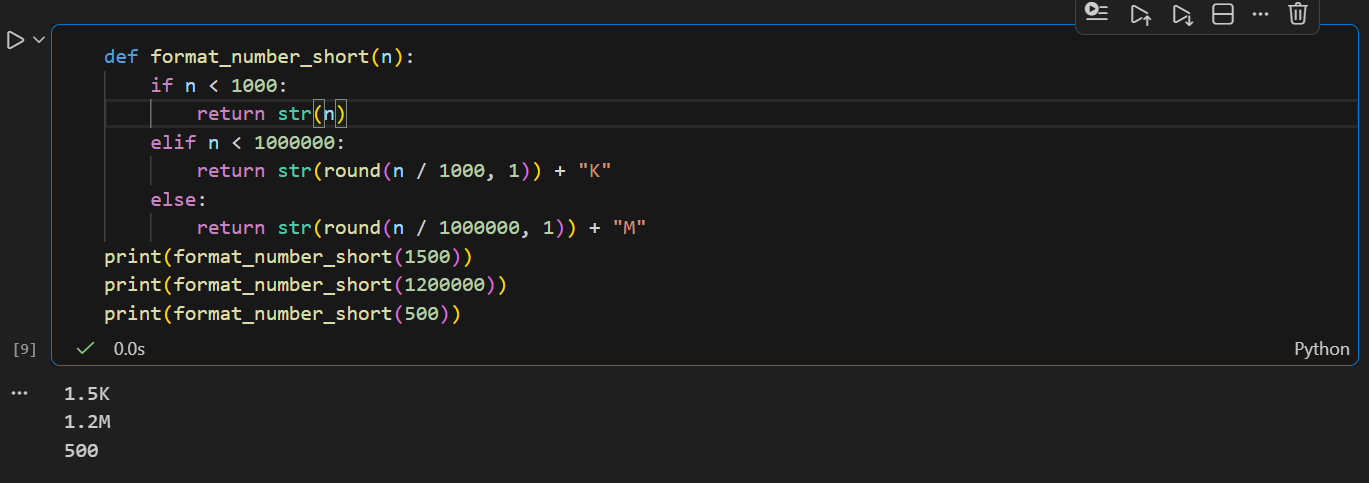 def format_number_short(n):
    if n < 1000:
        return str(n)
    elif n < 1000000:
        return str(round(n / 1000, 1)) + "K"
    else:
        return str(round(n / 1000000, 1)) + "M"
print(format_number_short(1500))
print(format_number_short(1200000))
print(format_number_short(500))
[9] 0.0s Python
1.5K
1.2M
500